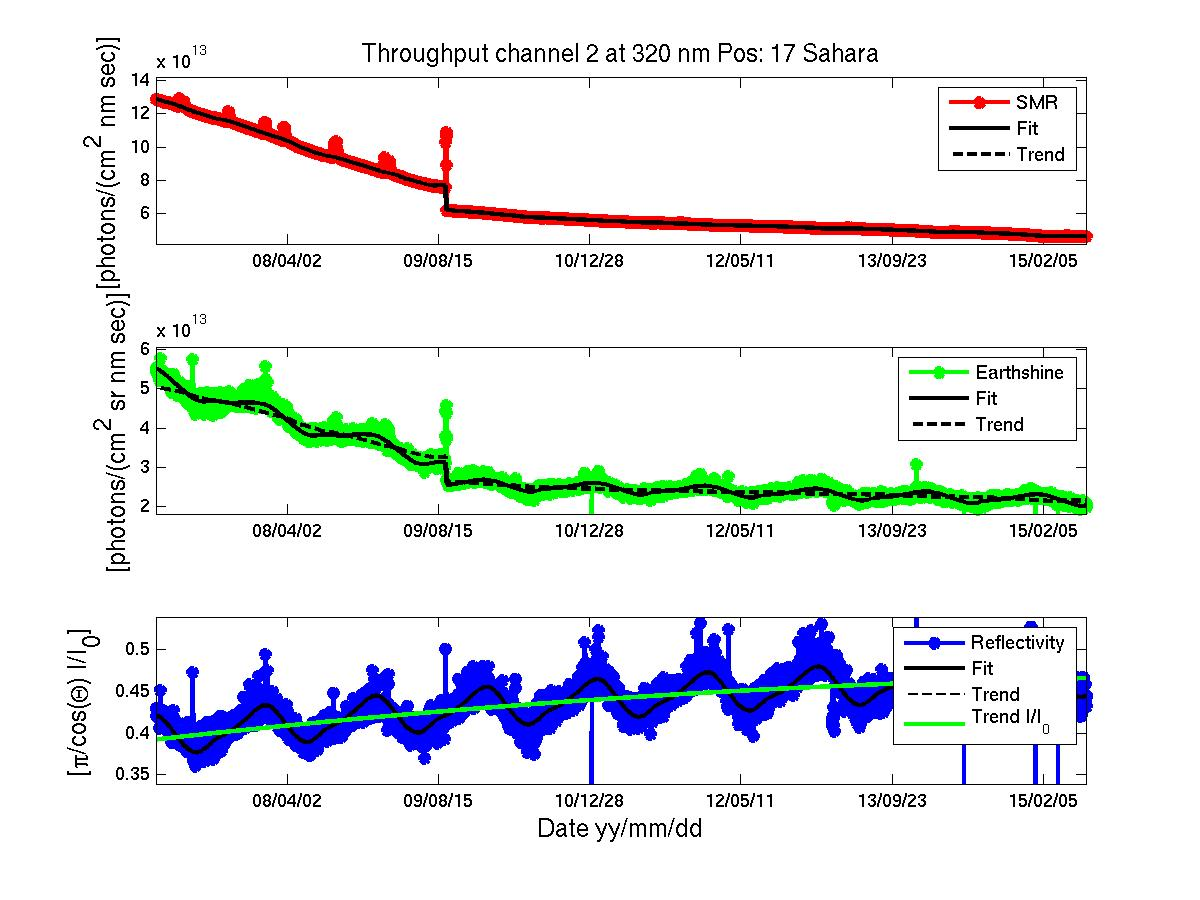 Throughput channel 2 at 320 nm Pos: 17 Sahara
x 10^13
[photons/(cm^2 nm sec)]
14
12
10
8
6
SMR
Fit
Trend
08/04/02 09/08/15 10/12/28 12/05/11 13/09/23 15/02/05
x 10^13
[photons/(cm^2 sr nm sec)]
6
5
4
3
2
Earthshine
Fit
Trend
08/04/02 09/08/15 10/12/28 12/05/11 13/09/23 15/02/05
[π/cos(Θ) I/I_0]
0.5
0.45
0.4
0.35
Reflectivity
Fit
Trend
Trend I/I_0
08/04/02 09/08/15 10/12/28 12/05/11 13/09/23 15/02/05
Date yy/mm/dd